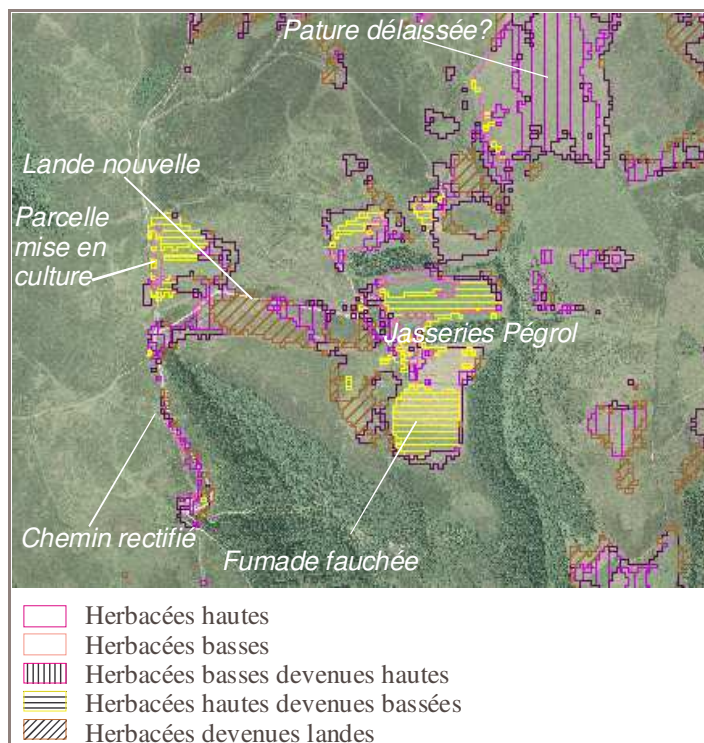 Pature délaissée?
Lande nouvelle
Parcelle
mise en
culture
Jasseries Pégrol
Chemin rectifié
Fumade fauchée
Herbacées hautes
Herbacées basses
Herbacées basses devenues hautes
Herbacées hautes devenues bassées
Herbacées devenues landes